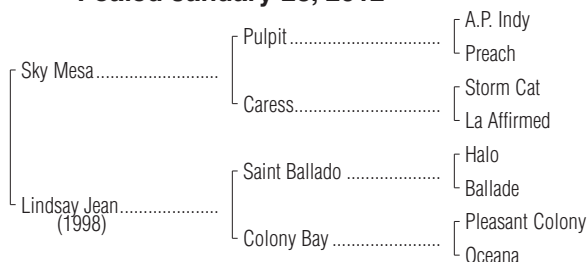 A.P. Indy
Pulpit
Preach
Sky Mesa
Storm Cat
Caress
La Affirmed
Halo
Saint Ballado
Ballade
Lindsay Jean
(1998)
Pleasant Colony
Colony Bay
Oceana